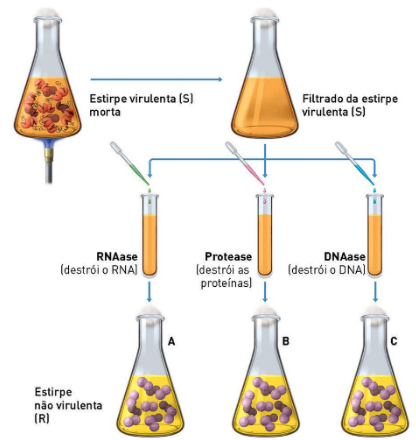 Estirpe virulenta (S)
morta
Filtrado da estirpe
virulenta (S)
RNAase
(destrói o RNA)
Protease
(destrói as
proteínas)
DNAase
(destrói o DNA)
A
B
C
Estirpe
não virulenta
(R)